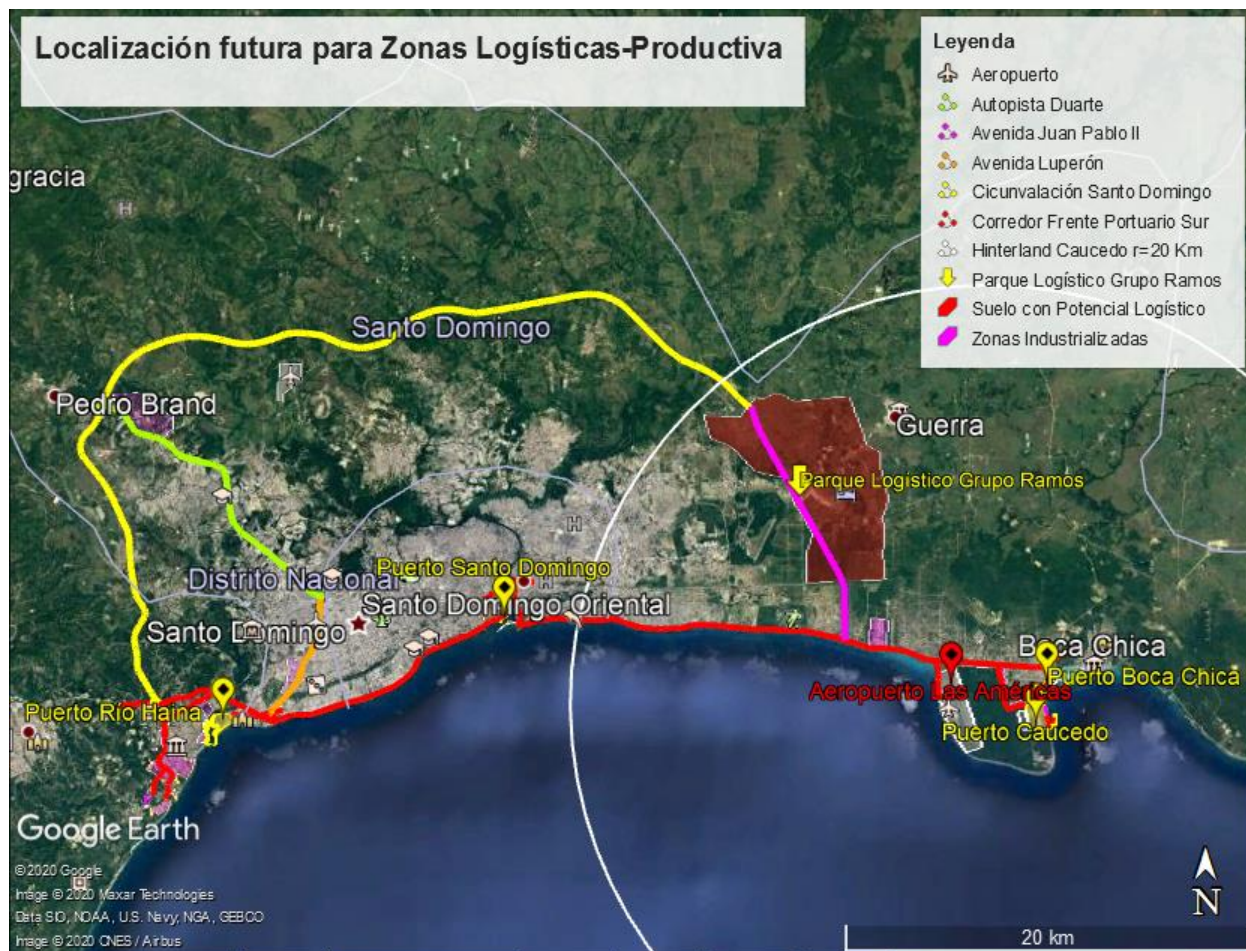 Localización futura para Zonas Logísticas-Productiva
Leyenda
Aeropuerto
Autopista Duarte
Avenida Juan Pablo II
Avenida Luperón
Cicunvalación Santo Domingo
Corredor Frente Portuario Sur
Hinterland Caucedo r=20 Km
Parque Logístico Grupo Ramos
Suelo con Potencial Logístico
Zonas Industrializadas
gracia
H
Santo Domingo
Pedro Brand
Guerra
Parque Logistico Grupo Ramos
H
Puerto Santo Domingo
H
Distrito Nacional
Santo Domingo Oriental
Santo Domingo
Boca Chica
Puerto Boca Chica
Aeropuerto Las Américas
Puerto Río Haina
Puerto Caucedo
Google Earth
©2020 Google
Image © 2020 Maxar Technologies
Data SIO, NOAA, U.S. Navy, NGA, GEBCO
Image © 2020 CNES / Airbus
N
20 km